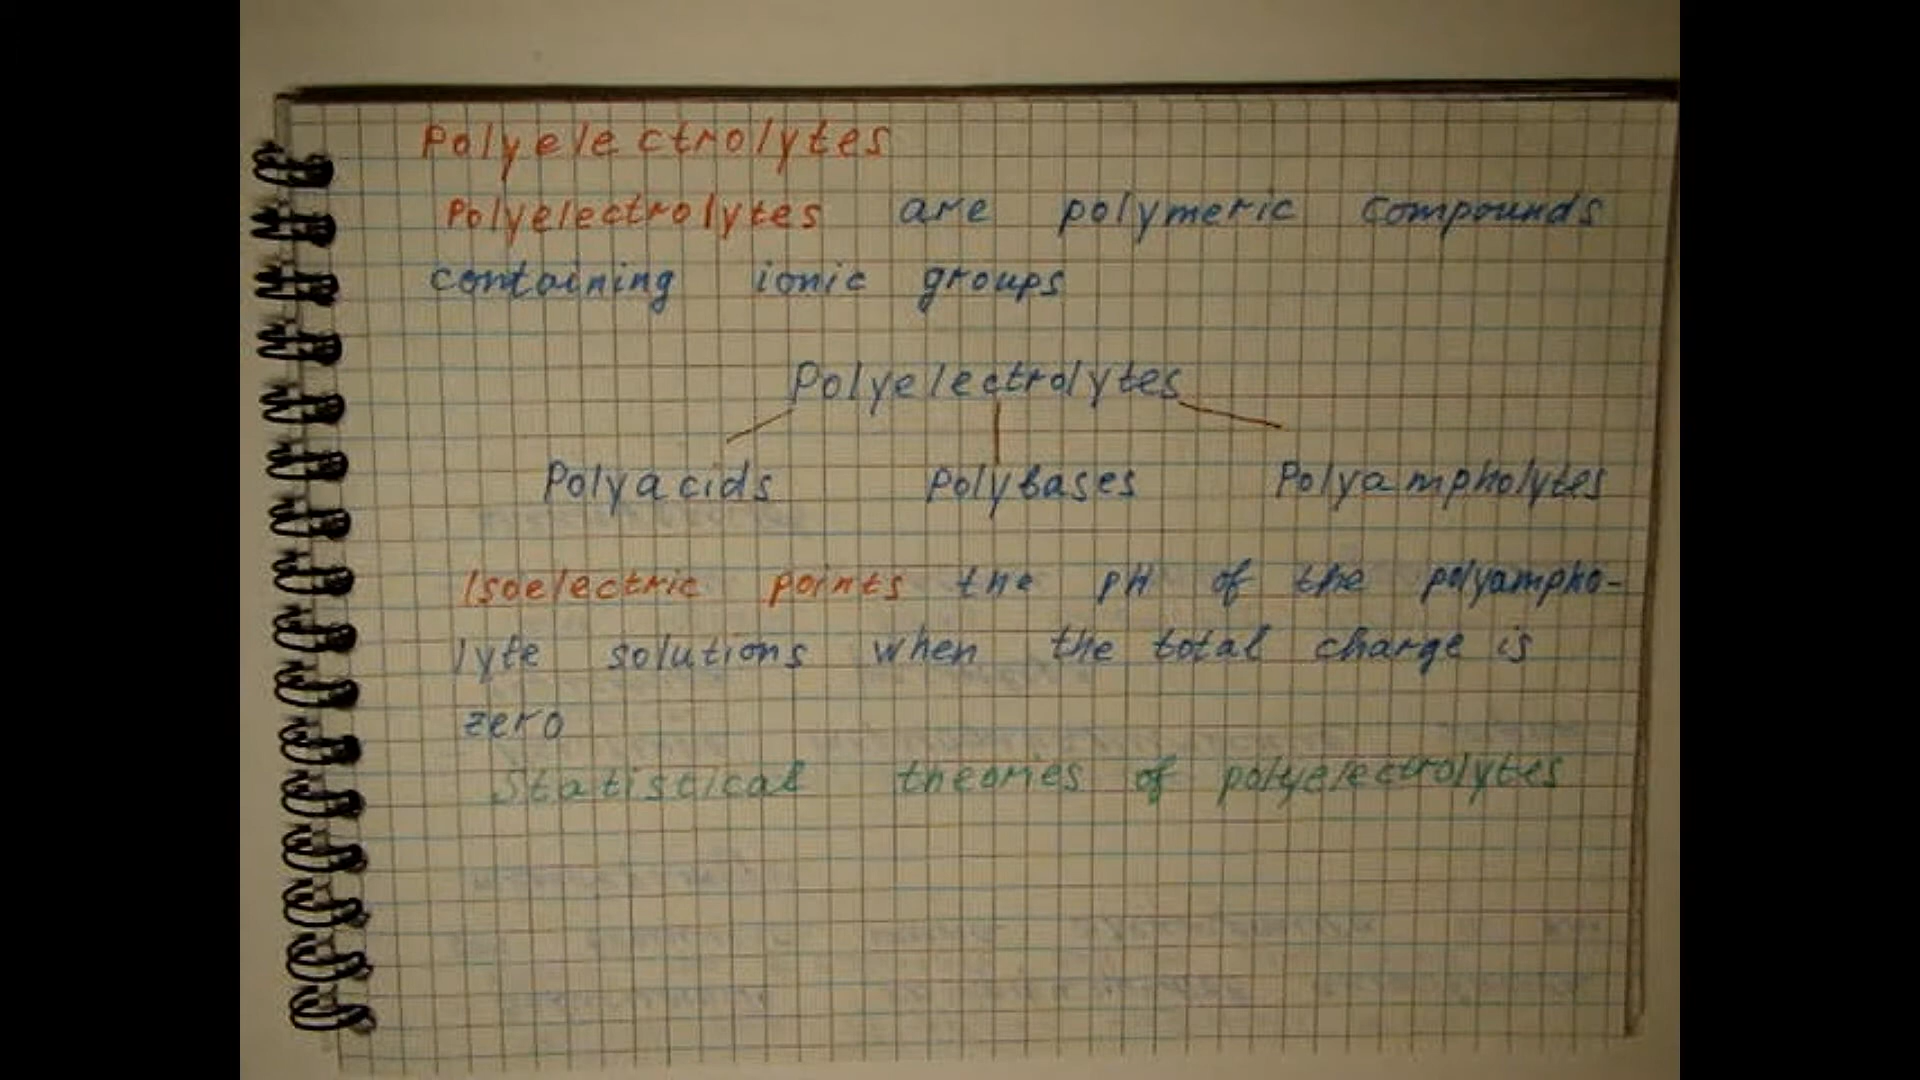 Polyelectrolytes
Polyelectrolytes are polymeric compounds
containing ionic groups
Polyelectrolytes
Polyacids Polybases Polyampholytes
Isoelectric points the pH of the polyampho-
lyte solutions when the total charge is
zero
Statistical theories of polyelectrolytes